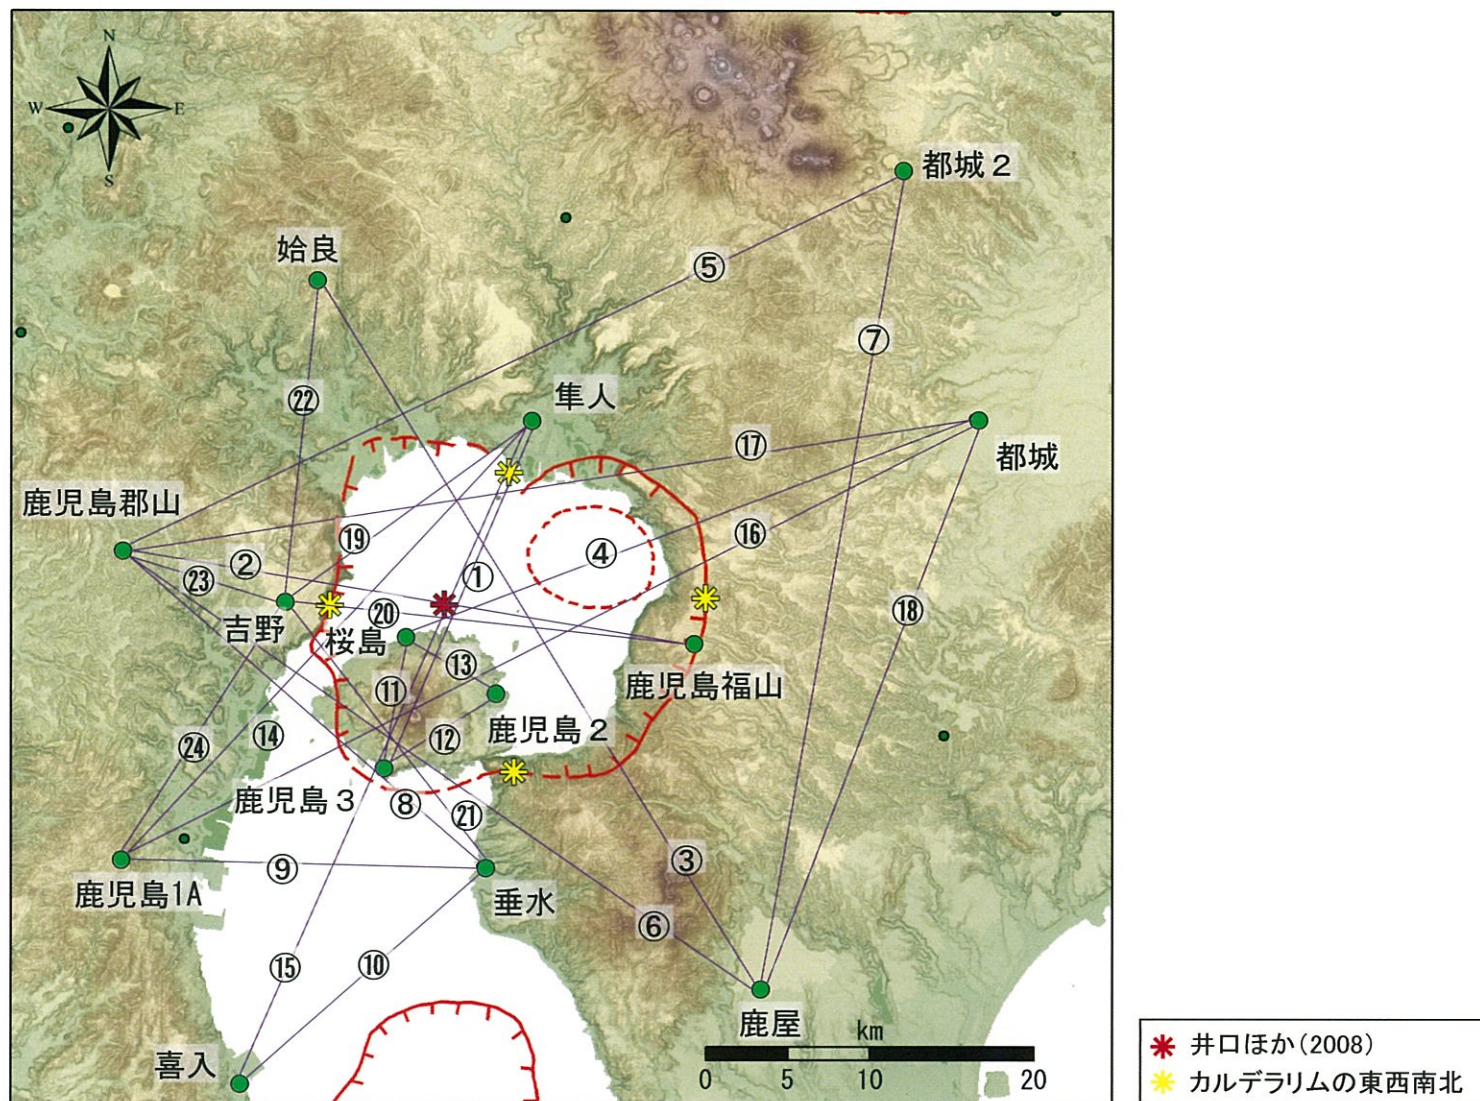 N
W E
S
都城2
姶良
⑤
⑦
㉒
隼人
⑰
都城
鹿児島郡山
⑲
④
⑯
②
①
㉓
⑳
吉野
桜島
⑱
⑬
⑪
鹿児島福山
鹿児島2
⑭
⑫
㉔
鹿児島3
⑧
㉑
⑨
③
鹿児島1A
垂水
⑥
⑮
⑩
鹿屋
km
喜入
0 5 10 20
井口ほか(2008)
カルデラリムの東西南北